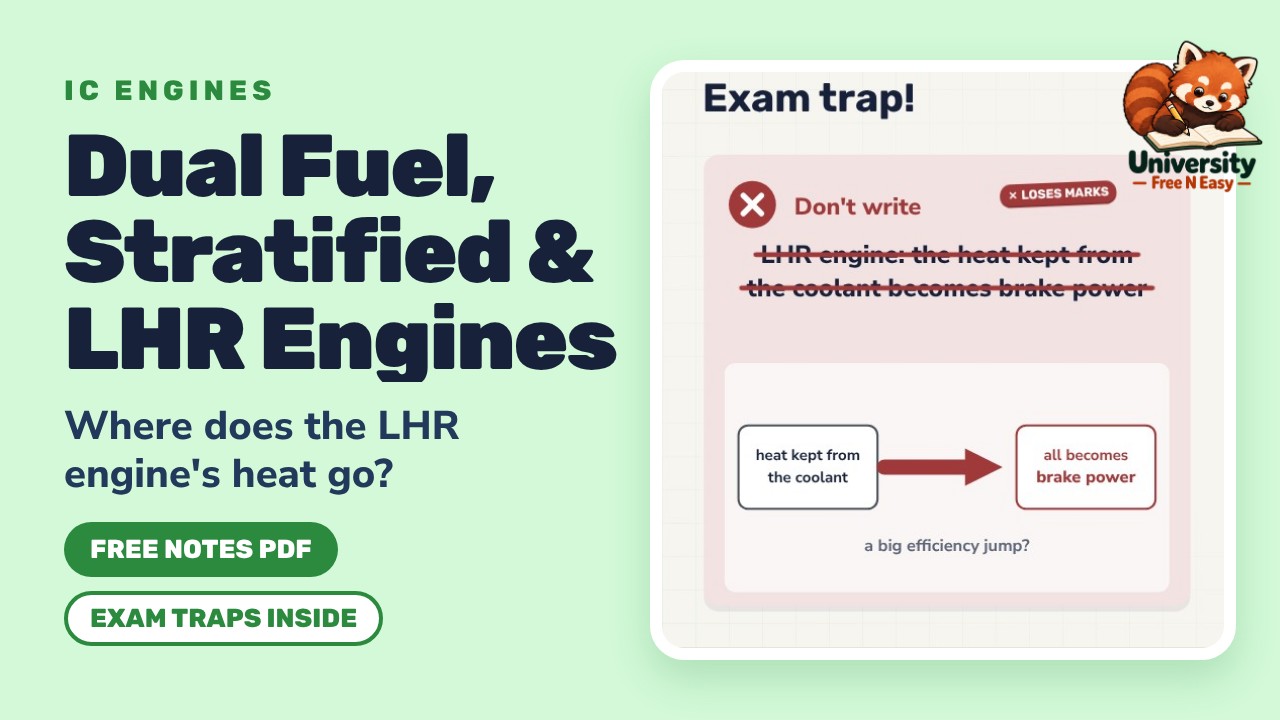 IC ENGINES
Dual Fuel,
Stratified &
LHR Engines
Where does the LHR
engine's heat go?
FREE NOTES PDF
EXAM TRAPS INSIDE
Exam trap!
University
Free N Easy
Don't write
× LOSES MARKS
LHR engine: the heat kept from
the coolant becomes brake power
heat kept from
the coolant
all becomes
brake power
a big efficiency jump?